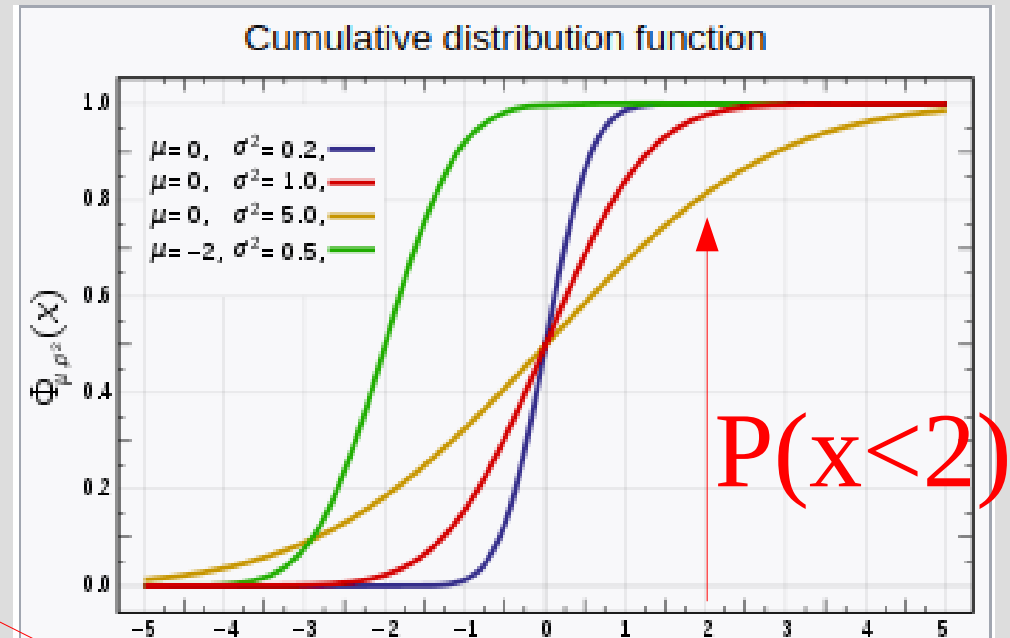 Cumulative distribution function
1.0
μ= 0, σ²= 0.2,
μ= 0, σ²= 1.0,
0.8
μ= 0, σ²= 5.0,
μ= −2, σ²= 0.5,
0.6
Φμ,σ²(x)
0.4
P(x<2)
0.2
0.0
−5 −4 −3 −2 −1 0 1 2 3 4 5